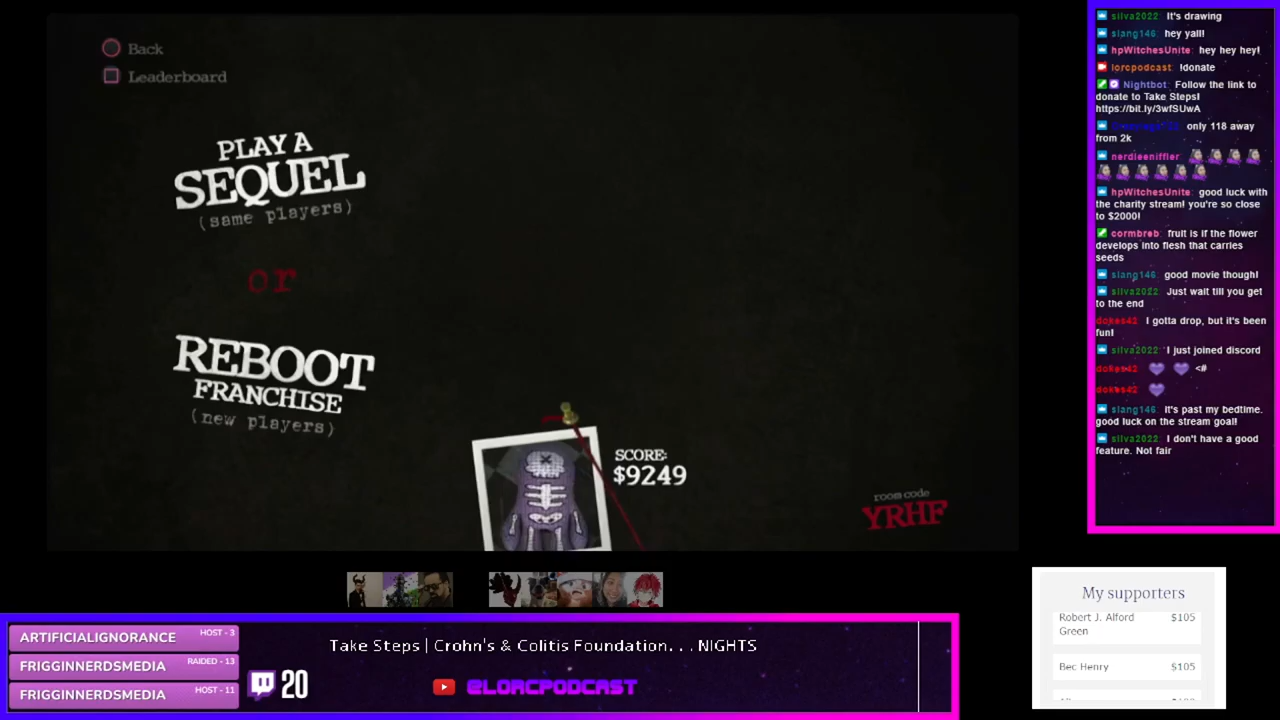 Back
Leaderboard
PLAY A
SEQUEL
(same players)
or
REBOOT
FRANCHISE
(new players)
SCORE:
$9249
room code
YRHF
silva2022: It's drawing
slang146: hey yall!
hpWitchesUnite: hey hey hey!
lorcpodcast: !donate
Nightbot: Follow the link to
donate to Take Steps!
https://bit.ly/3wfSUwA
only 118 away
from 2k
nerdleeniffler
hpWitchesUnite: good luck with
the charity stream! you're so close
to $2000!
cormbreb: fruit is if the flower
develops into flesh that carries
seeds
slang146: good movie though!
silva2022: Just wait till you get
to the end
dokes42: I gotta drop, but it's been
fun!
silva2022: I just joined discord
dokes42: <#
dokes42:
slang146: It's past my bedtime.
good luck on the stream goal!
silva2022: I don't have a good
feature. Not fair
My supporters
Robert J. Alford $105
Green
Bec Henry $105
ARTIFICIALIGNORANCE HOST - 3
FRIGGINNERDSMEDIA RAIDED - 13
FRIGGINNERDSMEDIA HOST - 11
20
Take Steps | Crohn's & Colitis Foundation. . . NIGHTS
@LORCPODCAST